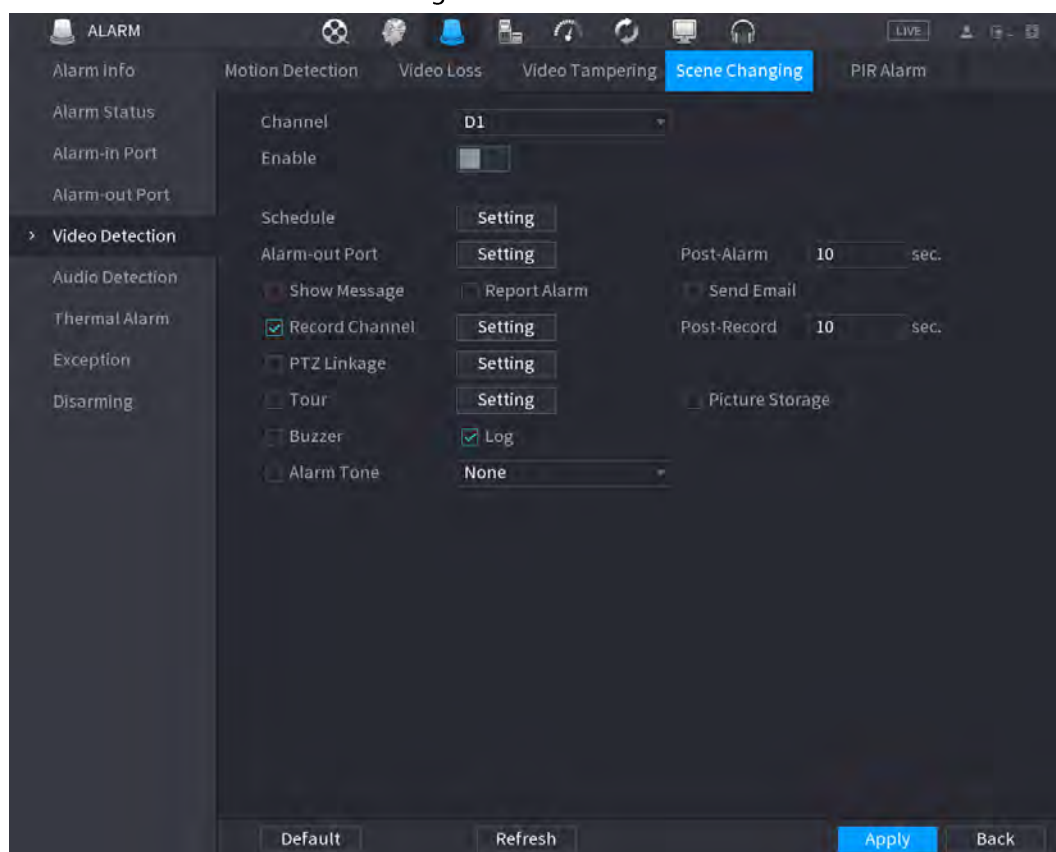 ALARM LIVE
Alarm Info
Alarm Status
Alarm-in Port
Alarm-out Port
Video Detection
Audio Detection
Thermal Alarm
Exception
Disarming
Motion Detection Video Loss Video Tampering Scene Changing PIR Alarm
Channel D1
Enable
Schedule Setting
Alarm-out Port Setting Post-Alarm 10 sec.
Show Message Report Alarm Send Email
Record Channel Setting Post-Record 10 sec.
PTZ Linkage Setting
Tour Setting Picture Storage
Buzzer Log
Alarm Tone None
Default Refresh Apply Back